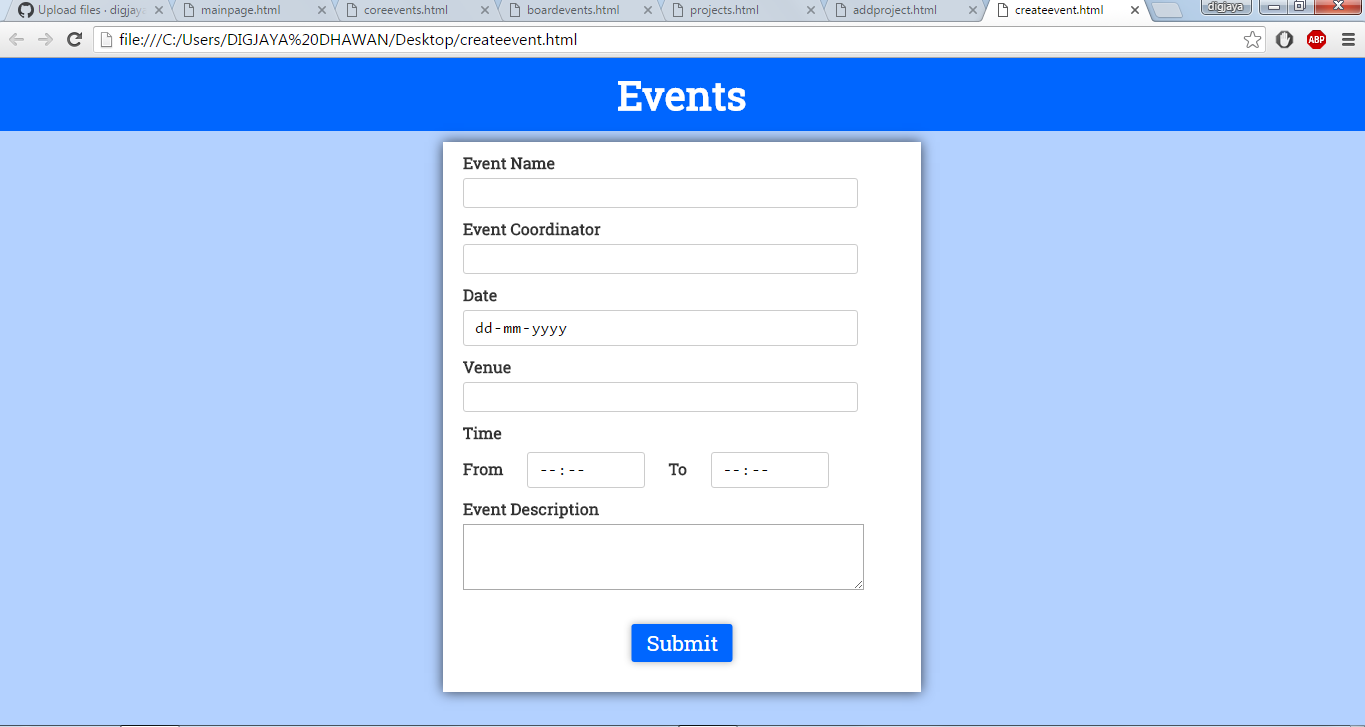 Upload files · digjaya
mainpage.html
coreevents.html
boardevents.html
projects.html
addproject.html
createevent.html
digjaya
file:///C:/Users/DIGJAYA%20DHAWAN/Desktop/createevent.html
ABP
Events
Event Name
Event Coordinator
Date
dd-mm-yyyy
Venue
Time
From --:-- To --:--
Event Description
Submit